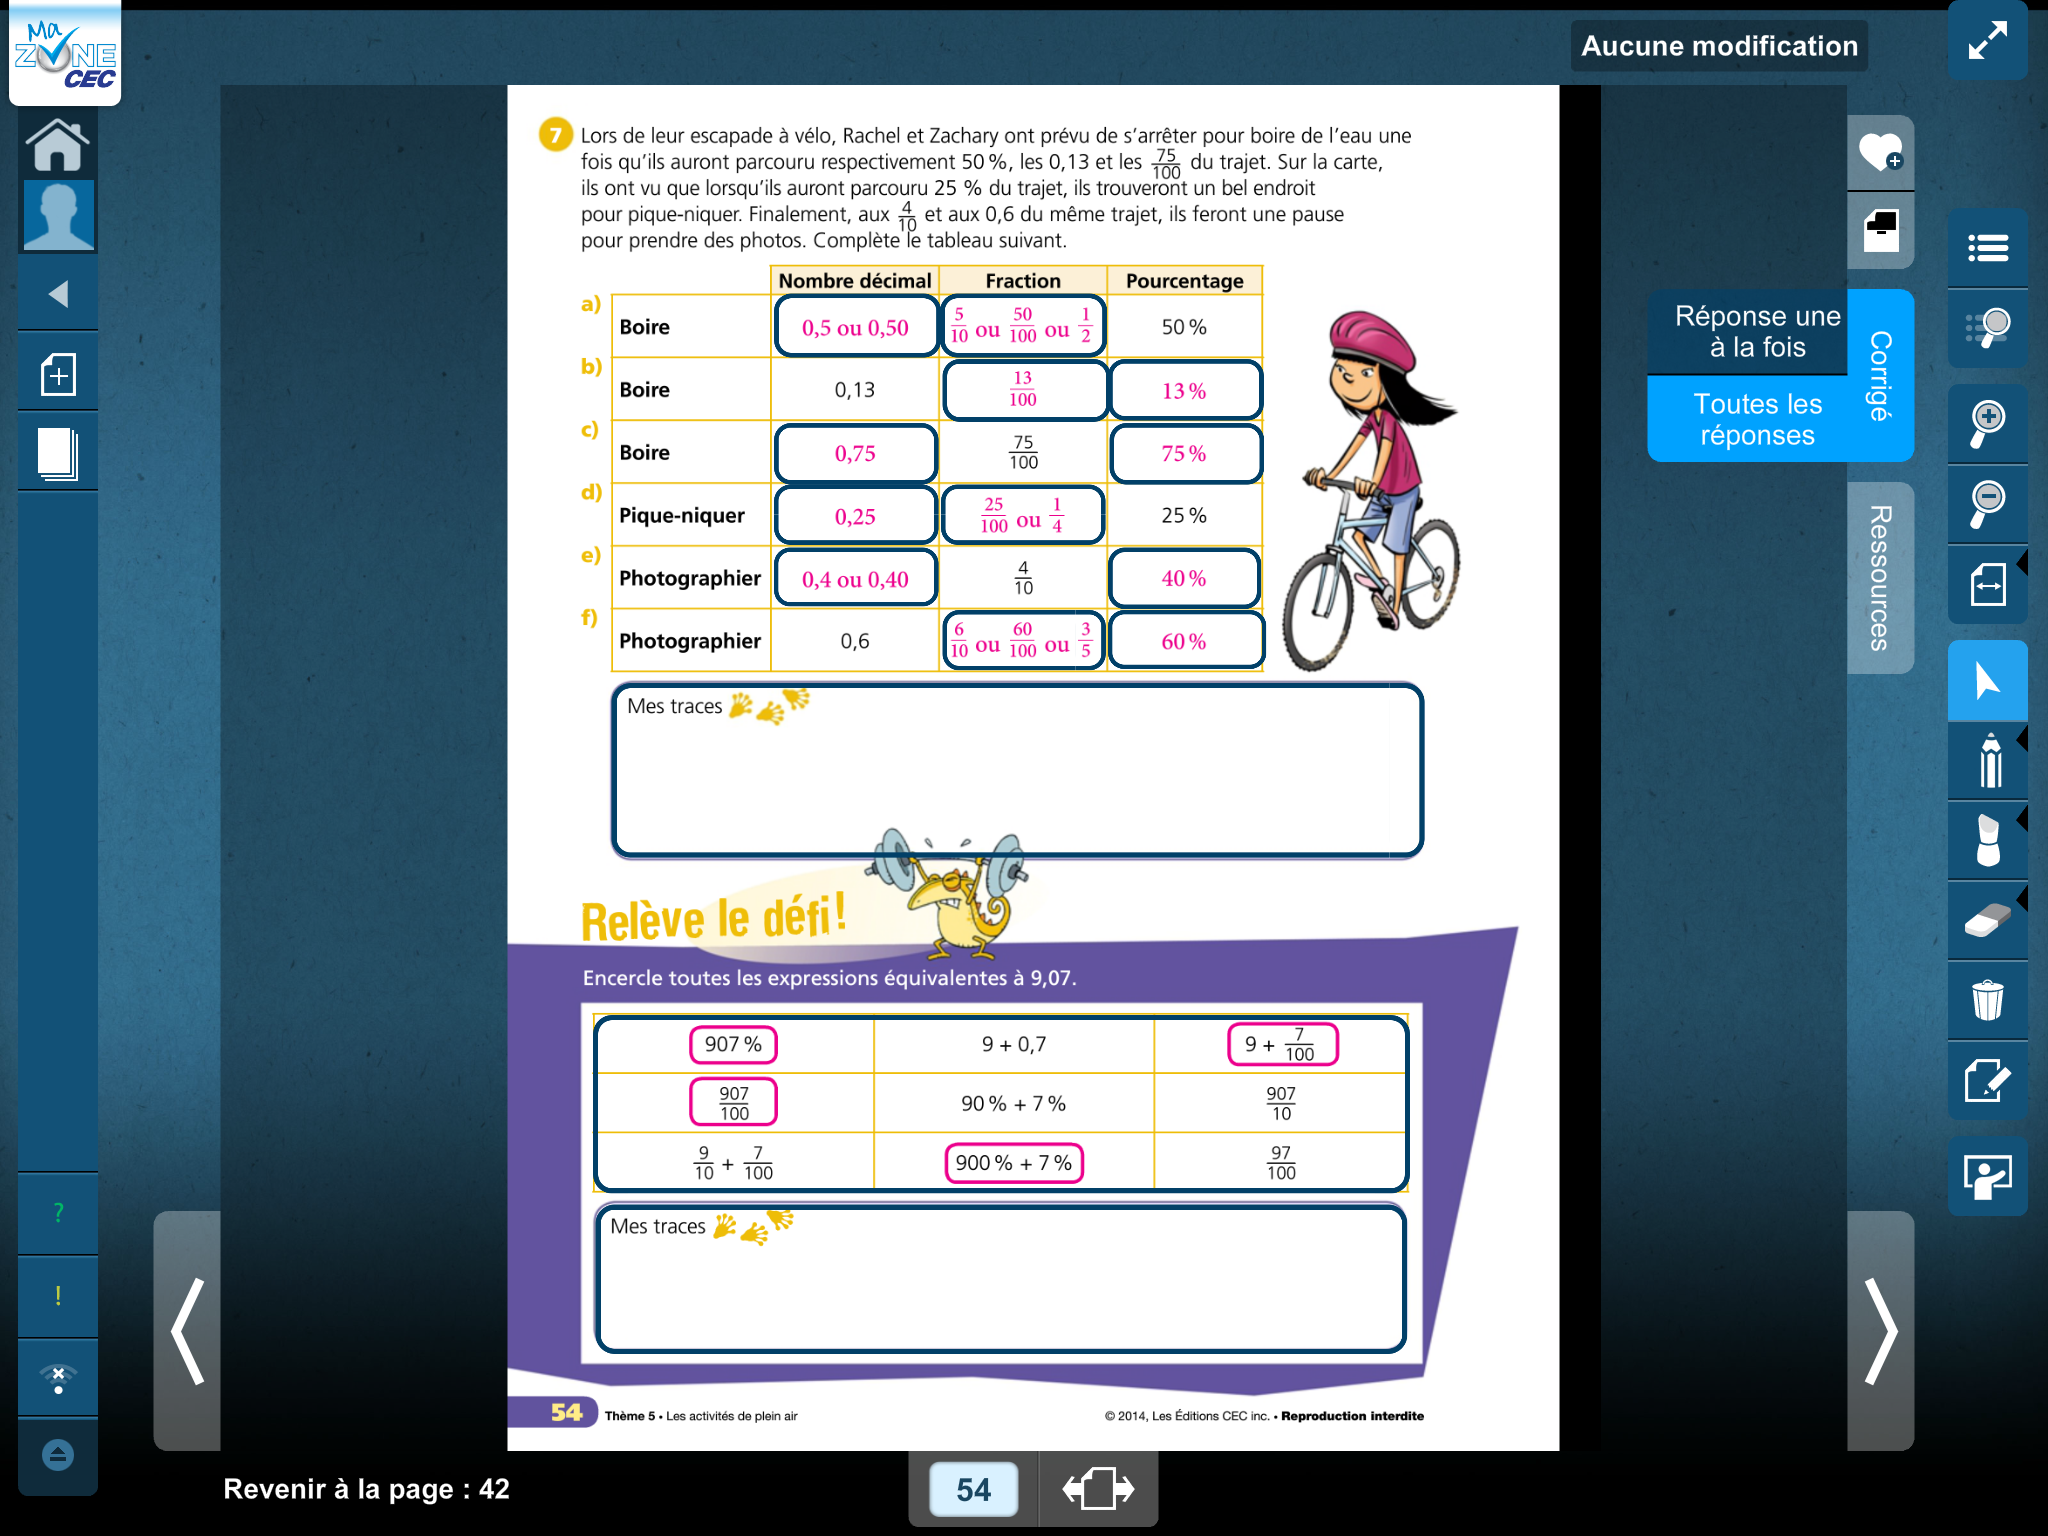 Ma
ZONE
CEC
Aucune modification
7 Lors de leur escapade à vélo, Rachel et Zachary ont prévu de s'arrêter pour boire de l'eau une
fois qu'ils auront parcouru respectivement 50 %, les 0,13 et les 75/100 du trajet. Sur la carte,
ils ont vu que lorsqu'ils auront parcouru 25 % du trajet, ils trouveront un bel endroit
pour pique-niquer. Finalement, aux 4/10 et aux 0,6 du même trajet, ils feront une pause
pour prendre des photos. Complète le tableau suivant.
Nombre décimal Fraction Pourcentage
a) Boire 0,5 ou 0,50 5/10 ou 50/100 ou 1/2 50 %
b) Boire 0,13 13/100 13 %
c) Boire 0,75 75/100 75 %
d) Pique-niquer 0,25 25/100 ou 1/4 25 %
e) Photographier 0,4 ou 0,40 4/10 40 %
f) Photographier 0,6 6/10 ou 60/100 ou 3/5 60 %
Mes traces
Relève le défi!
Encercle toutes les expressions équivalentes à 9,07.
907 % 9 + 0,7 9 + 7/100
907/100 90 % + 7 % 907/10
9/10 + 7/100 900 % + 7 % 97/100
Mes traces
54 Thème 5 • Les activités de plein air © 2014, Les Éditions CEC inc. • Reproduction interdite
Réponse une
à la fois
Toutes les
réponses
Corrigé
Ressources
?
!
Revenir à la page : 42
54